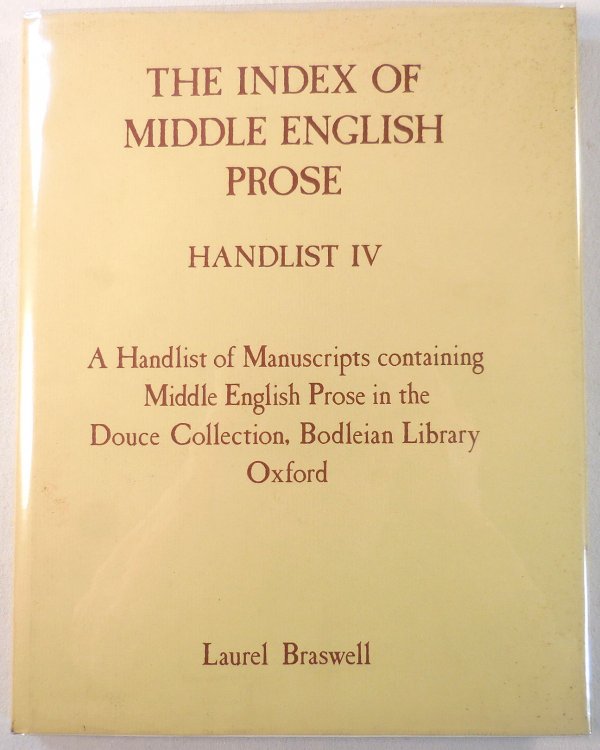 THE INDEX OF
MIDDLE ENGLISH
PROSE
HANDLIST IV
A Handlist of Manuscripts containing
Middle English Prose in the
Douce Collection, Bodleian Library
Oxford
Laurel Braswell